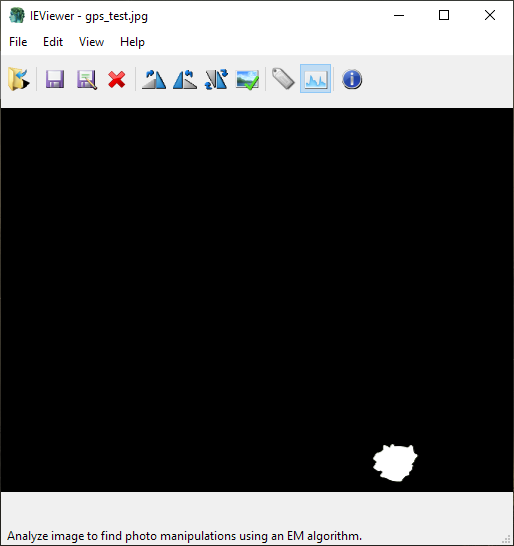 IEViewer - gps_test.jpg
File Edit View Help
Analyze image to find photo manipulations using an EM algorithm.